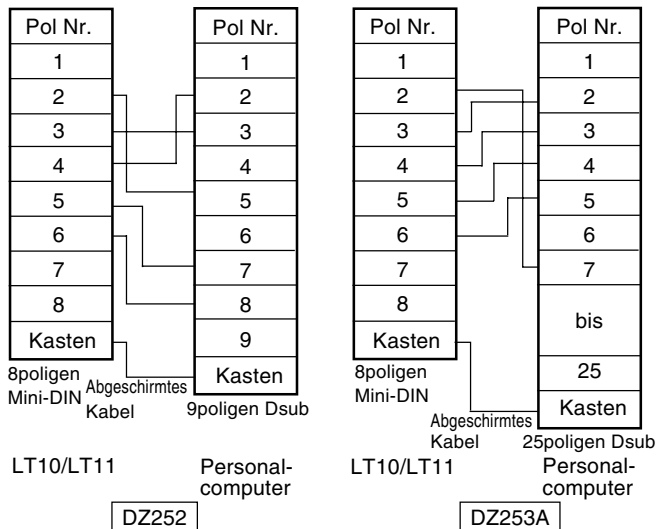 Pol Nr.
1
2
3
4
5
6
7
8
Kasten
8poligen
Mini-DIN
Abgeschirmtes
Kabel
Pol Nr.
1
2
3
4
5
6
7
8
9
Kasten
9poligen Dsub
LT10/LT11
Personal-
computer
DZ252
Pol Nr.
1
2
3
4
5
6
7
8
Kasten
8poligen
Mini-DIN
Abgeschirmtes
Kabel
Pol Nr.
1
2
3
4
5
6
7
bis
25
Kasten
25poligen Dsub
LT10/LT11
Personal-
computer
DZ253A